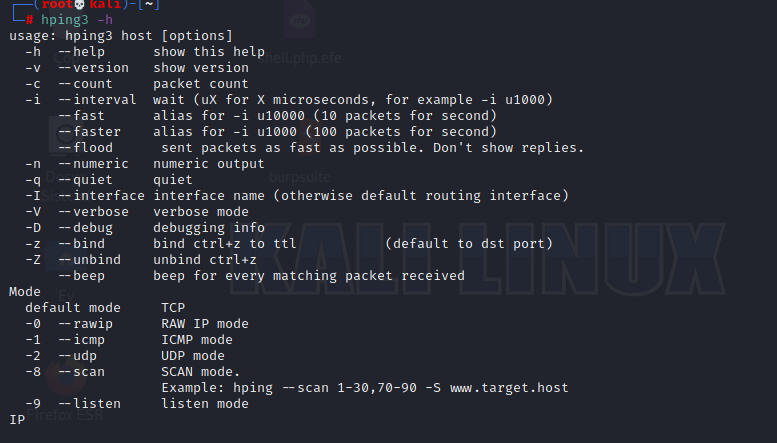 ┌──(root💀kali)-[~]
└─# hping3 -h
usage: hping3 host [options]
  -h  --help      show this help
  -v  --version   show version
  -c  --count     packet count
  -i  --interval  wait (uX for X microseconds, for example -i u1000)
      --fast      alias for -i u10000 (10 packets for second)
      --faster    alias for -i u1000 (100 packets for second)
      --flood      sent packets as fast as possible. Don't show replies.
  -n  --numeric   numeric output
  -q  --quiet     quiet
  -I  --interface interface name (otherwise default routing interface)
  -V  --verbose   verbose mode
  -D  --debug     debugging info
  -z  --bind      bind ctrl+z to ttl           (default to dst port)
  -Z  --unbind    unbind ctrl+z
      --beep      beep for every matching packet received
Mode
  default mode     TCP
  -0  --rawip      RAW IP mode
  -1  --icmp       ICMP mode
  -2  --udp        UDP mode
  -8  --scan       SCAN mode.
                   Example: hping --scan 1-30,70-90 -S www.target.host
  -9  --listen     listen mode
IP
shell.php.efe
burpsuite
KALI LINUX
Firefox ESR